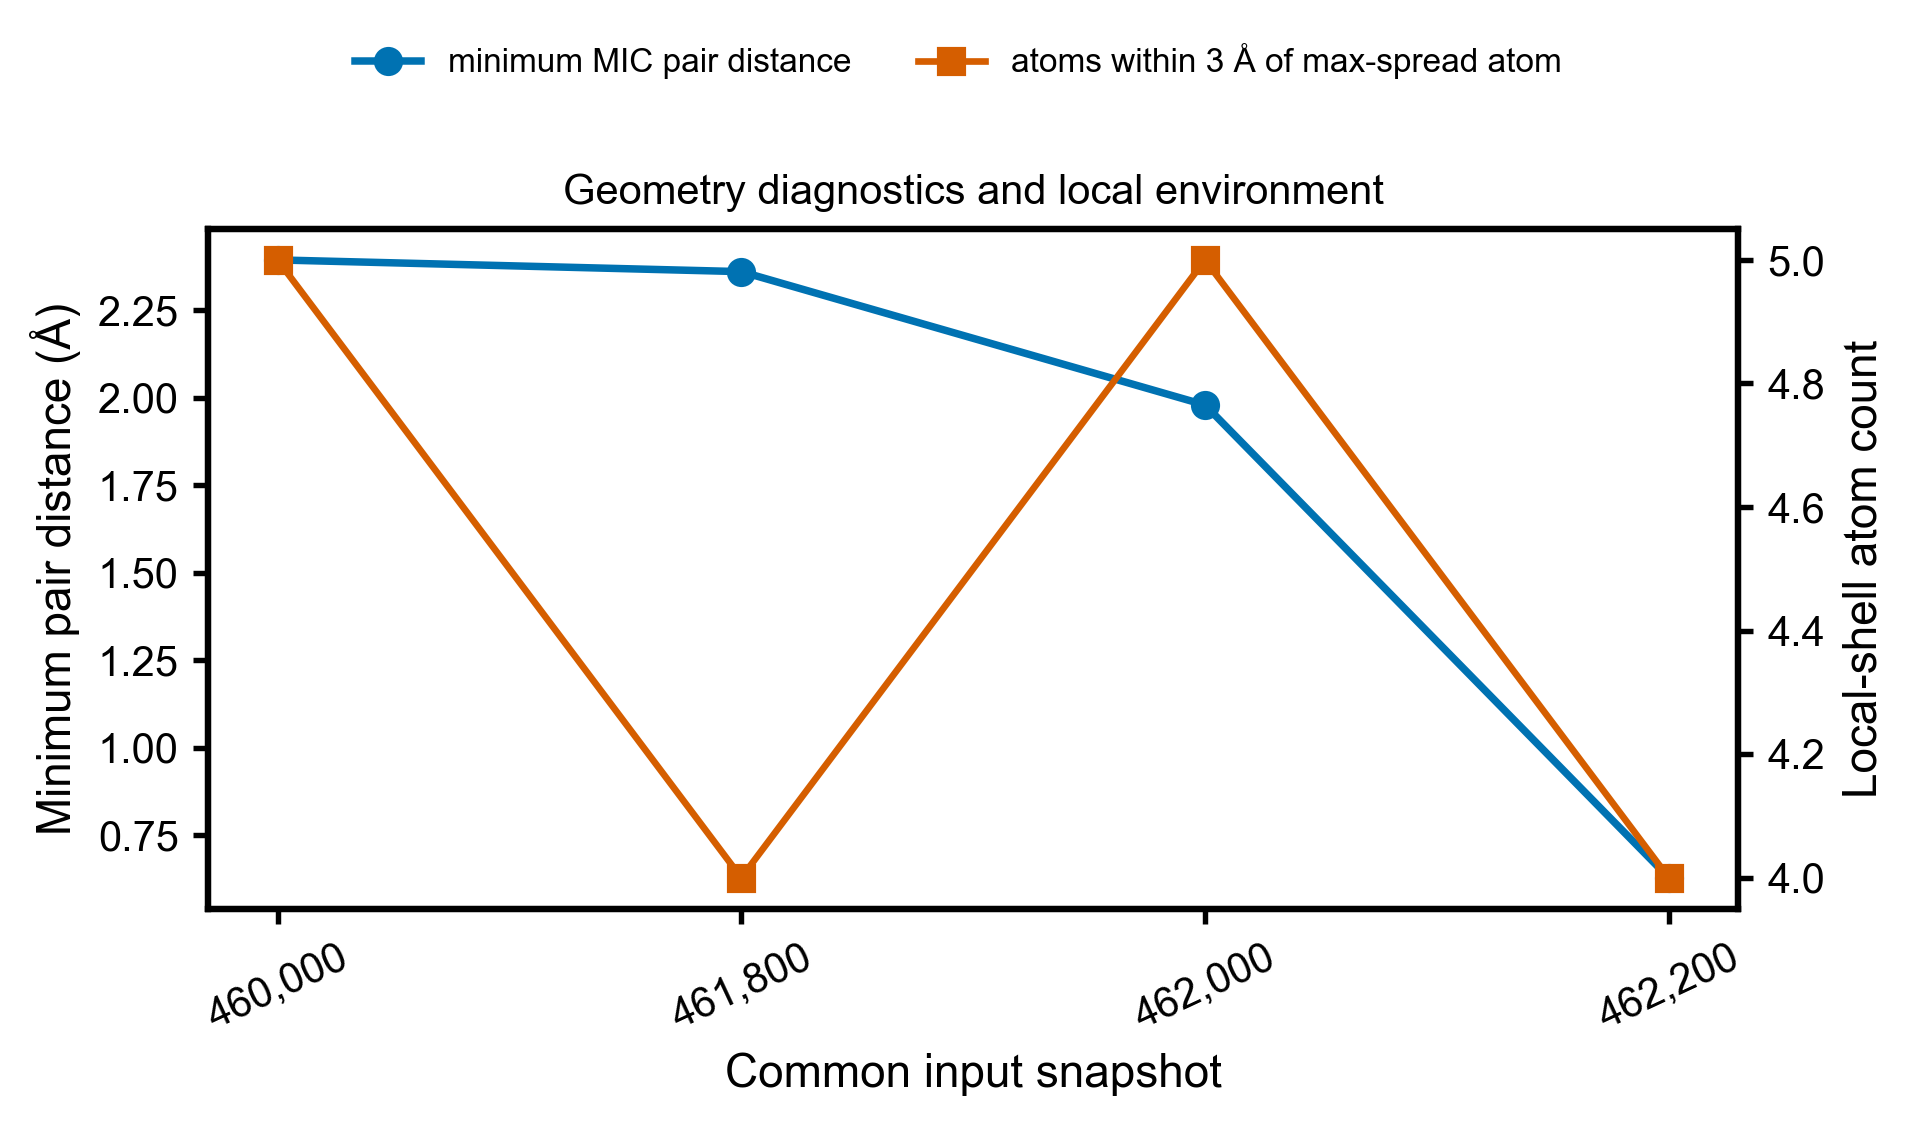 minimum MIC pair distance
atoms within 3 Å of max-spread atom
Geometry diagnostics and local environment
Minimum pair distance (Å)
2.25
2.00
1.75
1.50
1.25
1.00
0.75
5.0
4.8
4.6
4.4
4.2
4.0
Local-shell atom count
460,000
461,800
462,000
462,200
Common input snapshot